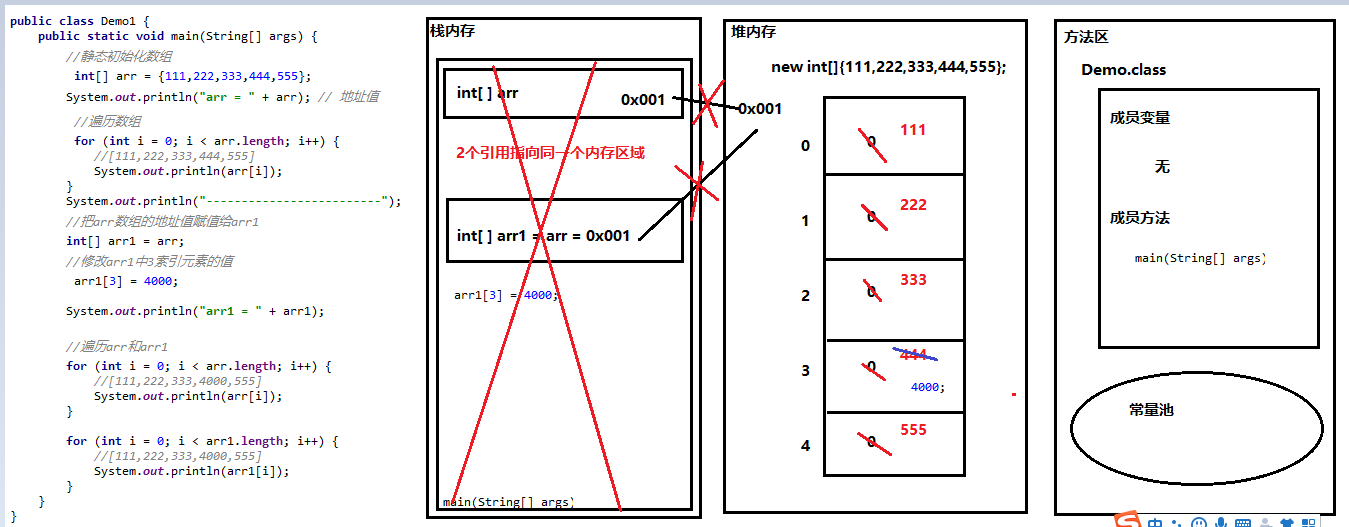 public class Demo1 {
public static void main(String[] args) {
//静态初始化数组
int[] arr = {111,222,333,444,555};
System.out.println("arr = " + arr); // 地址值
//遍历数组
for (int i = 0; i < arr.length; i++) {
//[111,222,333,444,555]
System.out.println(arr[i]);
}
System.out.println("-------------------------");
//把arr数组的地址值赋值给arr1
int[] arr1 = arr;
//修改arr1中3索引元素的值
arr1[3] = 4000;
System.out.println("arr1 = " + arr1);
//遍历arr和arr1
for (int i = 0; i < arr.length; i++) {
//[111,222,333,4000,555]
System.out.println(arr[i]);
}
for (int i = 0; i < arr1.length; i++) {
//[111,222,333,4000,555]
System.out.println(arr1[i]);
}
}
}
栈内存
int[ ] arr
0x001
2个引用指向同一个内存区域
int[ ] arr1 = arr = 0x001
arr1[3] = 4000;
main(String[] args)
堆内存
new int[]{111,222,333,444,555};
0x001
0 0 111
1 0 222
2 0 333
3 0 444
4000;
4 0 555
方法区
Demo.class
成员变量
无
成员方法
main(String[] args)
常量池
中